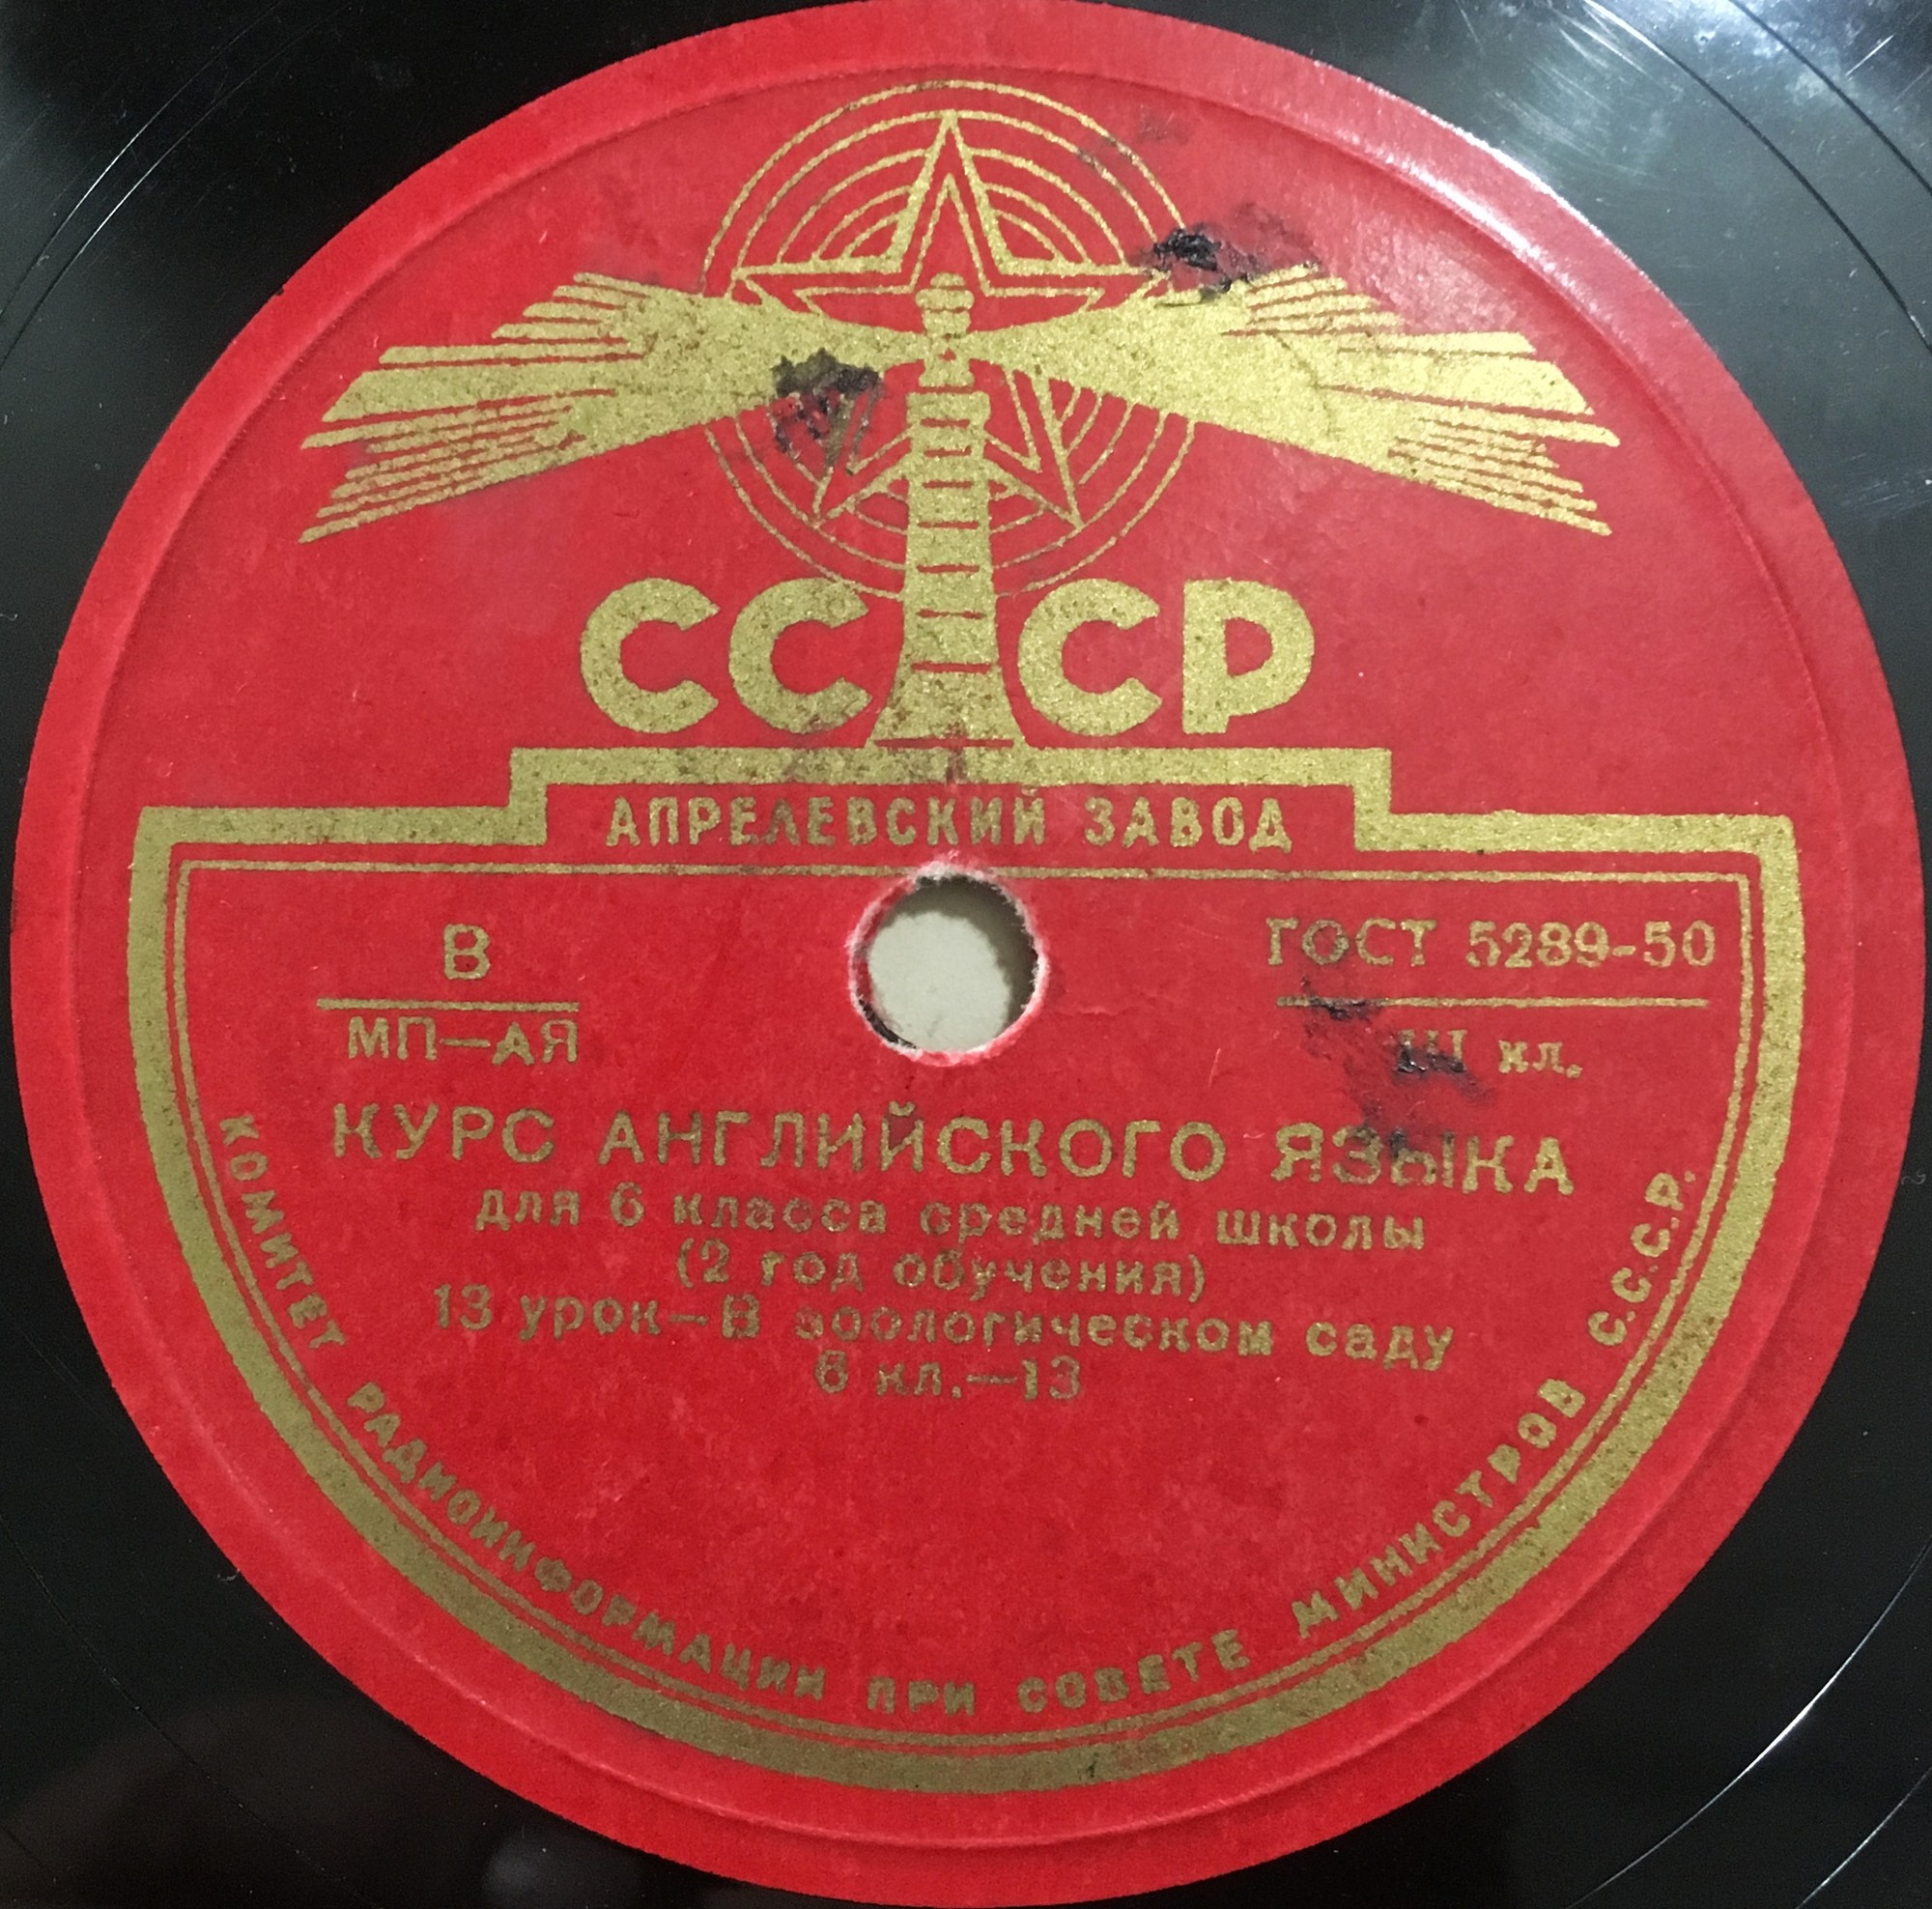 СССР
АПРЕЛЕВСКИЙ ЗАВОД
В
МП—АЯ
ГОСТ 5289-50
III кл.
КУРС АНГЛИЙСКОГО ЯЗЫКА
для 6 класса средней школы
(2 год обучения)
13 урок—В зоологическом саду
6 кл.—13
КОМИТЕТ РАДИОИНФОРМАЦИИ ПРИ СОВЕТЕ МИНИСТРОВ С.С.С.Р.